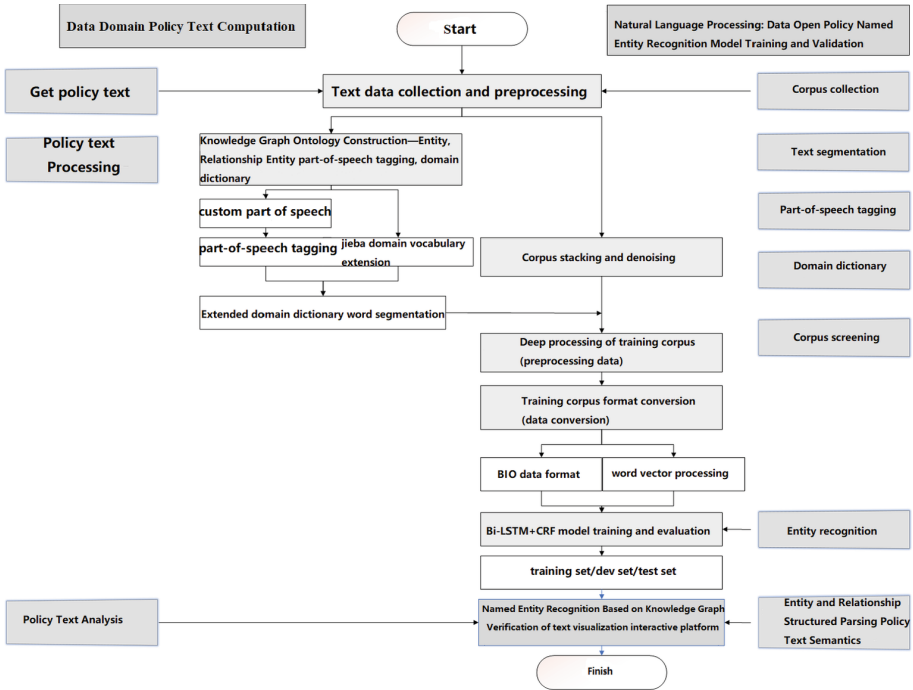 Data Domain Policy Text Computation
Start
Natural Language Processing: Data Open Policy Named
Entity Recognition Model Training and Validation
Get policy text
Text data collection and preprocessing
Corpus collection
Policy text
Processing
Knowledge Graph Ontology Construction—Entity,
Relationship Entity part-of-speech tagging, domain
dictionary
Text segmentation
custom part of speech
Part-of-speech tagging
part-of-speech tagging
jieba domain vocabulary
extension
Corpus stacking and denoising
Domain dictionary
Extended domain dictionary word segmentation
Deep processing of training corpus
(preprocessing data)
Corpus screening
Training corpus format conversion
(data conversion)
BIO data format
word vector processing
Bi-LSTM+CRF model training and evaluation
Entity recognition
training set/dev set/test set
Policy Text Analysis
Named Entity Recognition Based on Knowledge Graph
Verification of text visualization interactive platform
Entity and Relationship
Structured Parsing Policy
Text Semantics
Finish